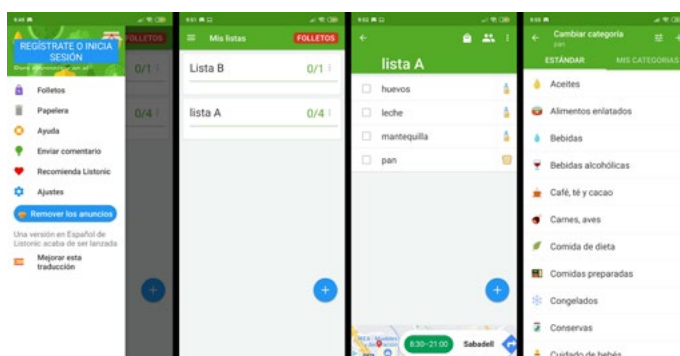 REGÍSTRATE O INICIA
SESIÓN
FOLLETOS
0/1
Folletos
Papelera
0/4
Ayuda
Enviar comentario
Recomienda Listonic
Ajustes
Remover los anuncios
Una versión en Español de
Listonic acaba de ser lanzada
Mejorar esta
traducción
Mis listas
FOLLETOS
Lista B
0/1
lista A
0/4
lista A
huevos
leche
mantequilla
pan
8:30–21:00
Sabadell
Cambiar categoría
pan
ESTÁNDAR
MIS CATEGORIAS
Aceites
Alimentos enlatados
Bebidas
Bebidas alcohólicas
Café, té y cacao
Carnes, aves
Comida de dieta
Comidas preparadas
Congelados
Conservas
Cuidado de bebés